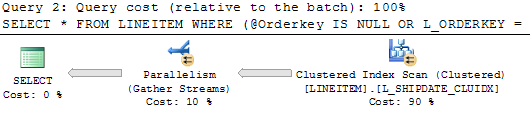 Query 2: Query cost (relative to the batch): 100%
SELECT * FROM LINEITEM WHERE (@Orderkey IS NULL OR L_ORDERKEY =
SELECT
Cost: 0 %
Parallelism
(Gather Streams)
Cost: 10 %
Clustered Index Scan (Clustered)
[LINEITEM].[L_SHIPDATE_CLUIDX]
Cost: 90 %